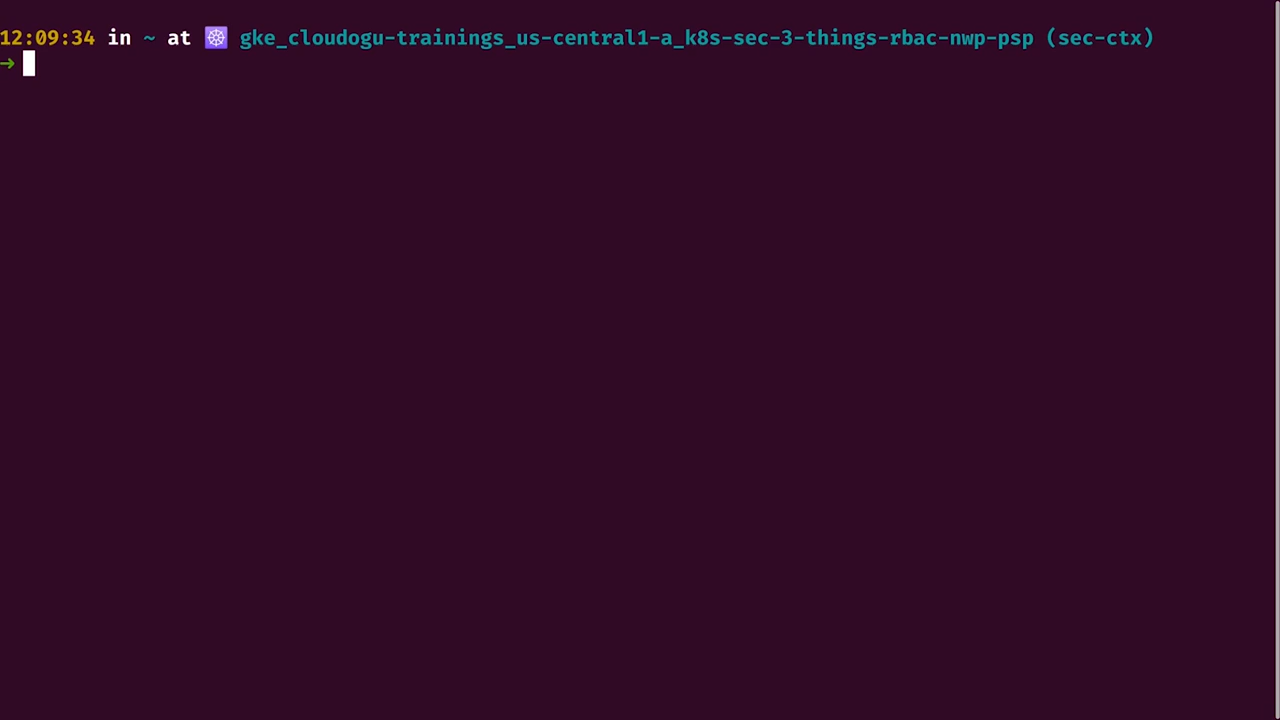 12:09:34 in ~ at ☸ gke_cloudogu-trainings_us-central1-a_k8s-sec-3-things-rbac-nwp-psp (sec-ctx)
→